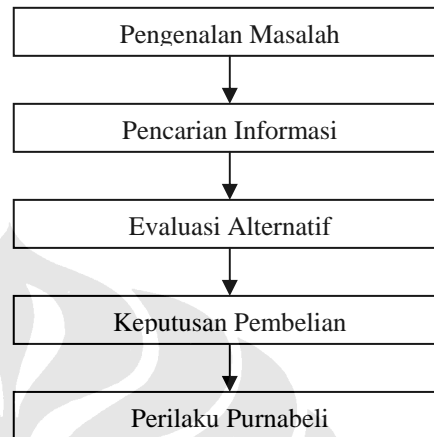 Pengenalan Masalah
Pencarian Informasi
Evaluasi Alternatif
Keputusan Pembelian
Perilaku Purnabeli